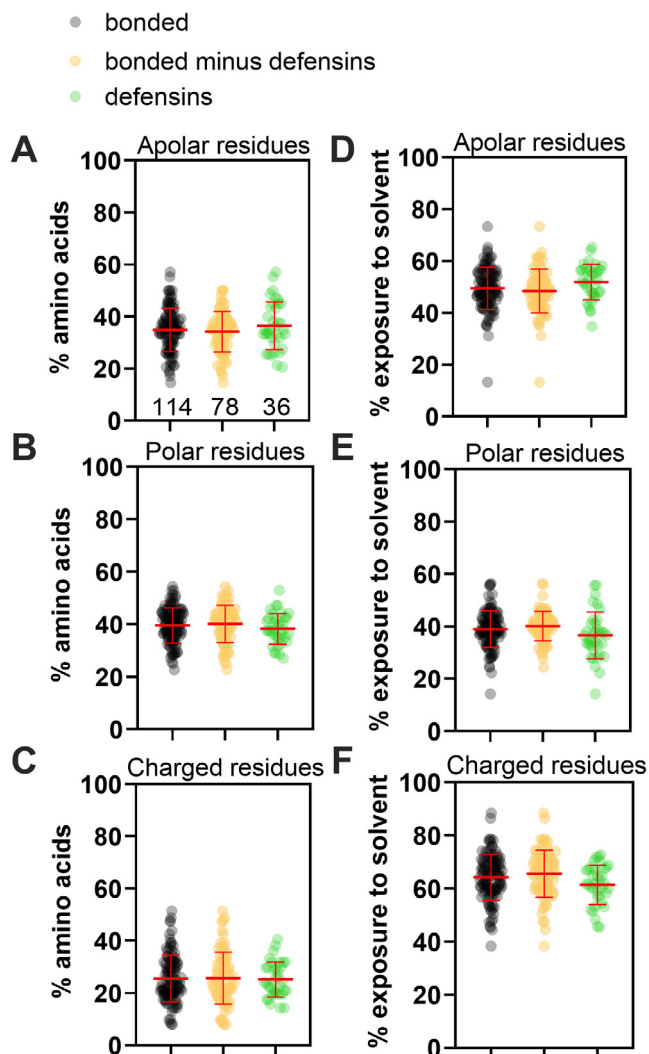 bonded
bonded minus defensins
defensins
A
Apolar residues
% amino acids
100
80
60
40
20
0
114 78 36
D
Apolar residues
% exposure to solvent
100
80
60
40
20
0
B
Polar residues
% amino acids
100
80
60
40
20
0
E
Polar residues
% exposure to solvent
100
80
60
40
20
0
C
Charged residues
% amino acids
100
80
60
40
20
0
F
Charged residues
% exposure to solvent
100
80
60
40
20
0